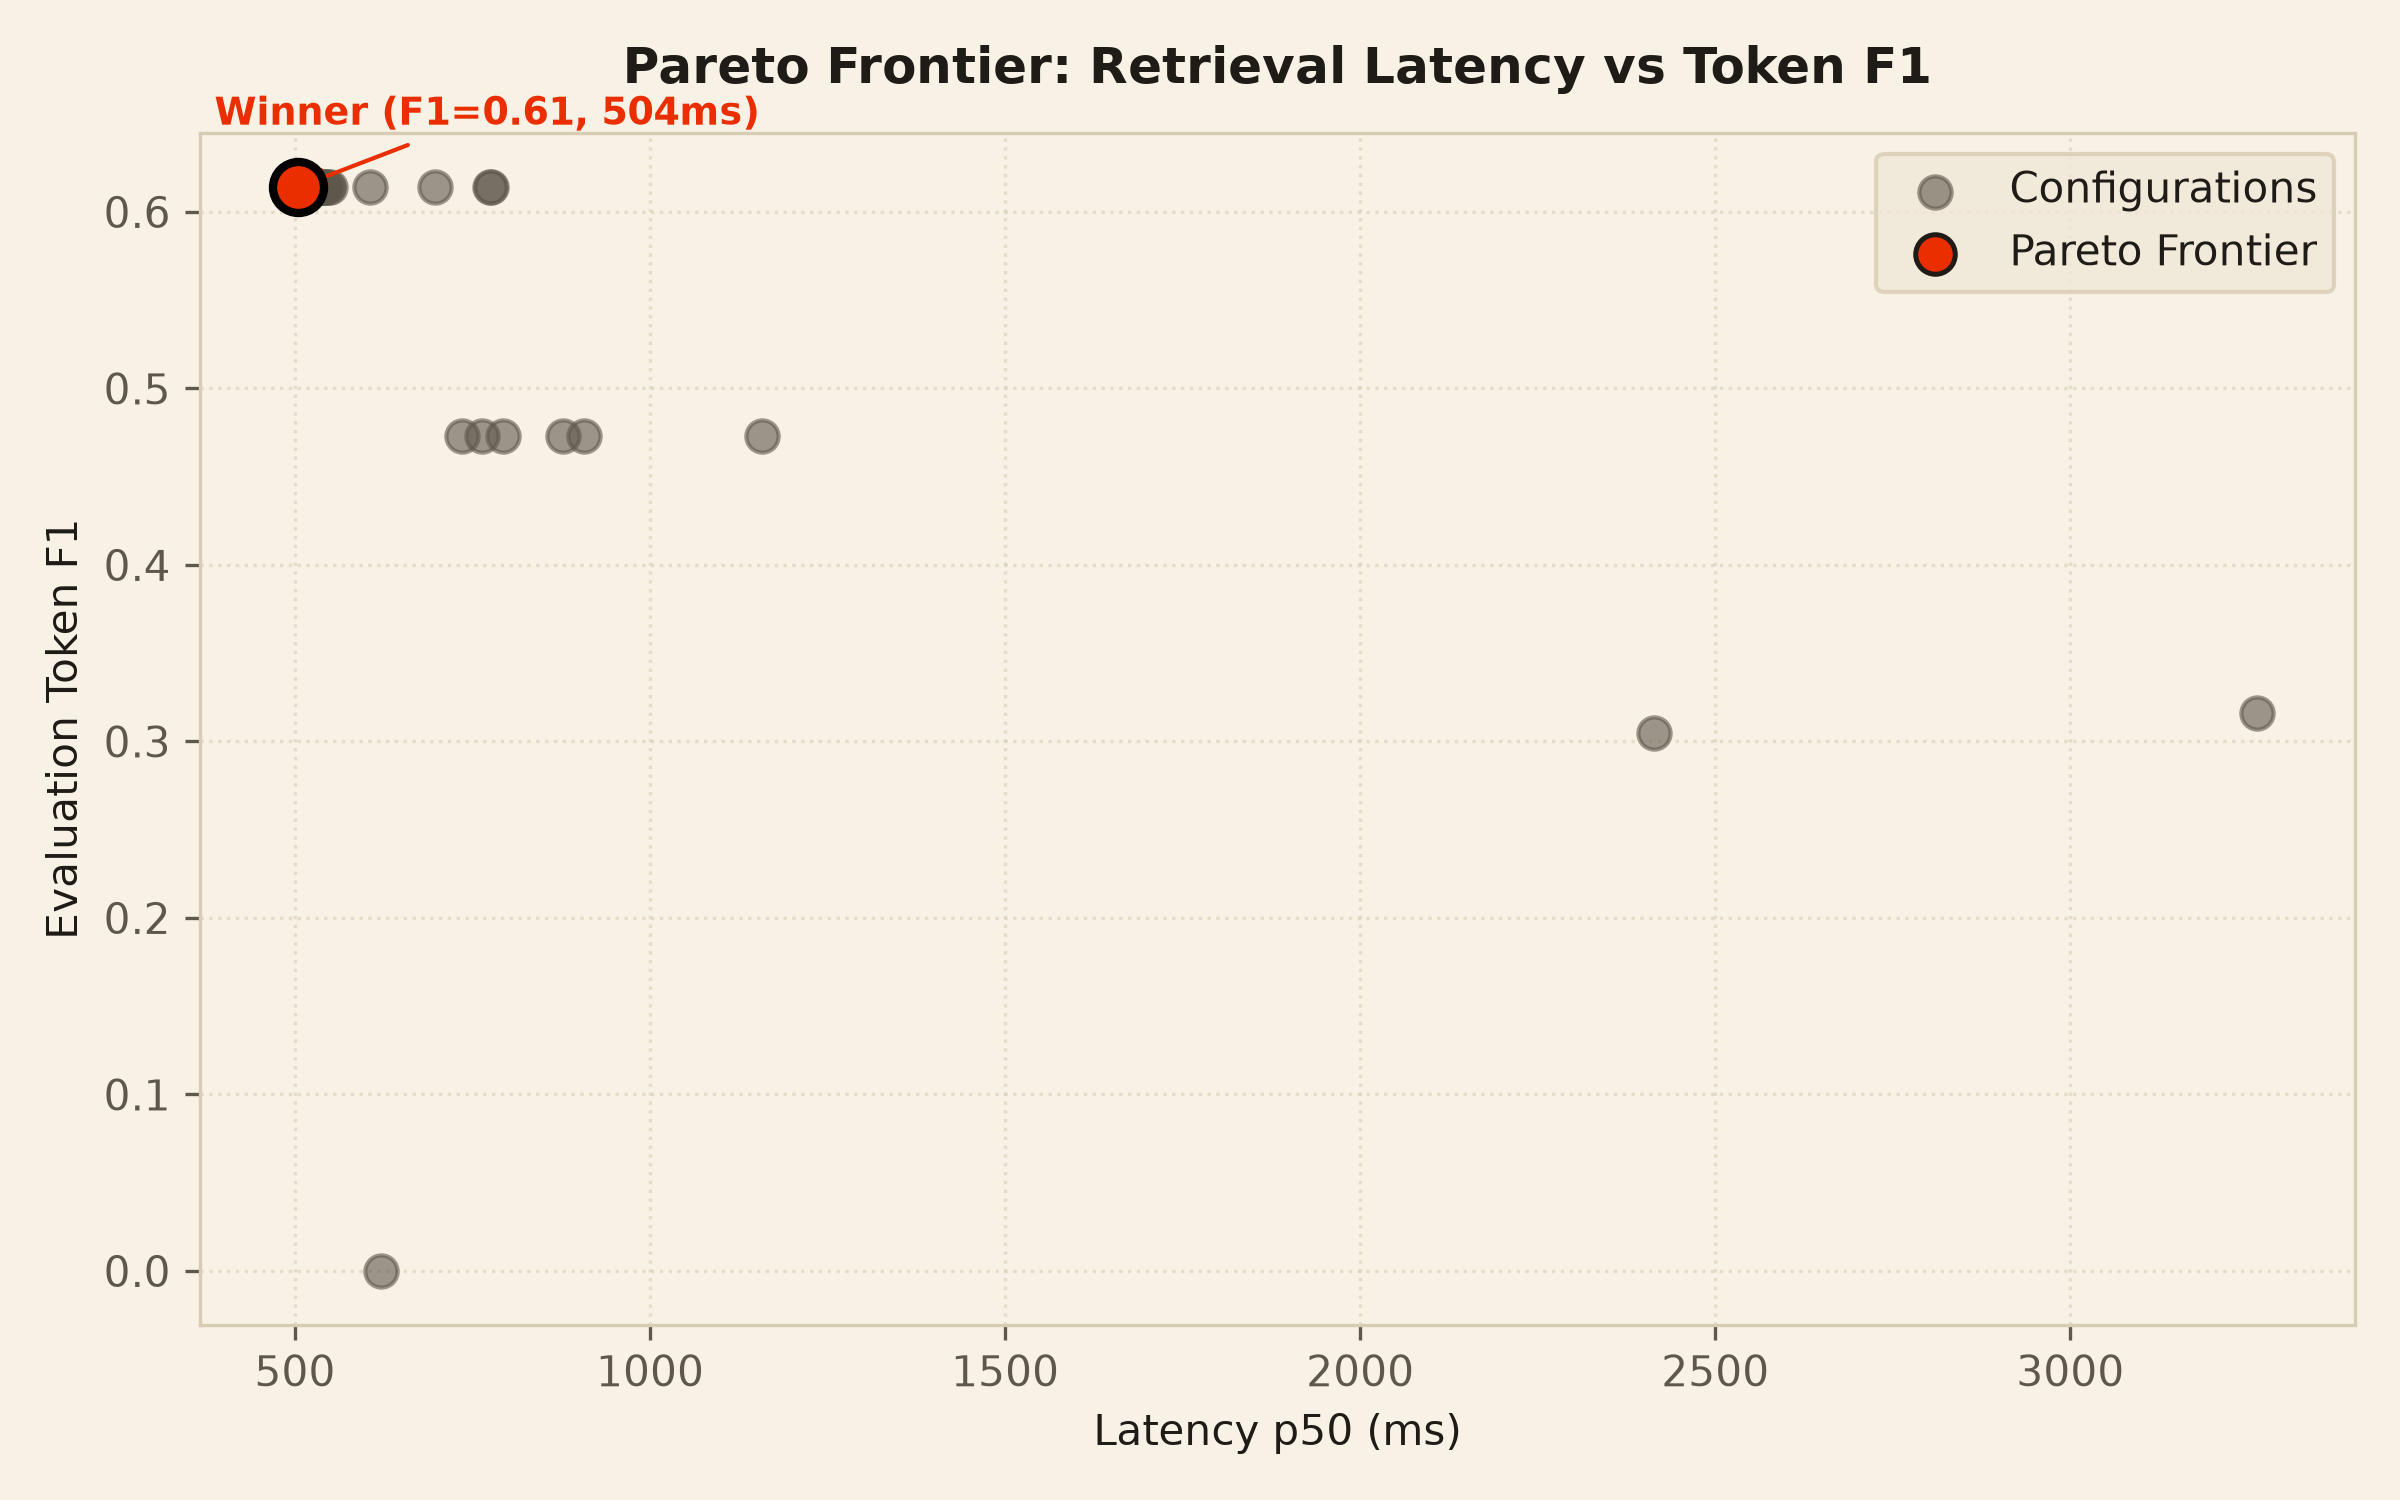 Pareto Frontier: Retrieval Latency vs Token F1
Winner (F1=0.61, 504ms)
Configurations
Pareto Frontier
Evaluation Token F1
0.6
0.5
0.4
0.3
0.2
0.1
0.0
500 1000 1500 2000 2500 3000
Latency p50 (ms)